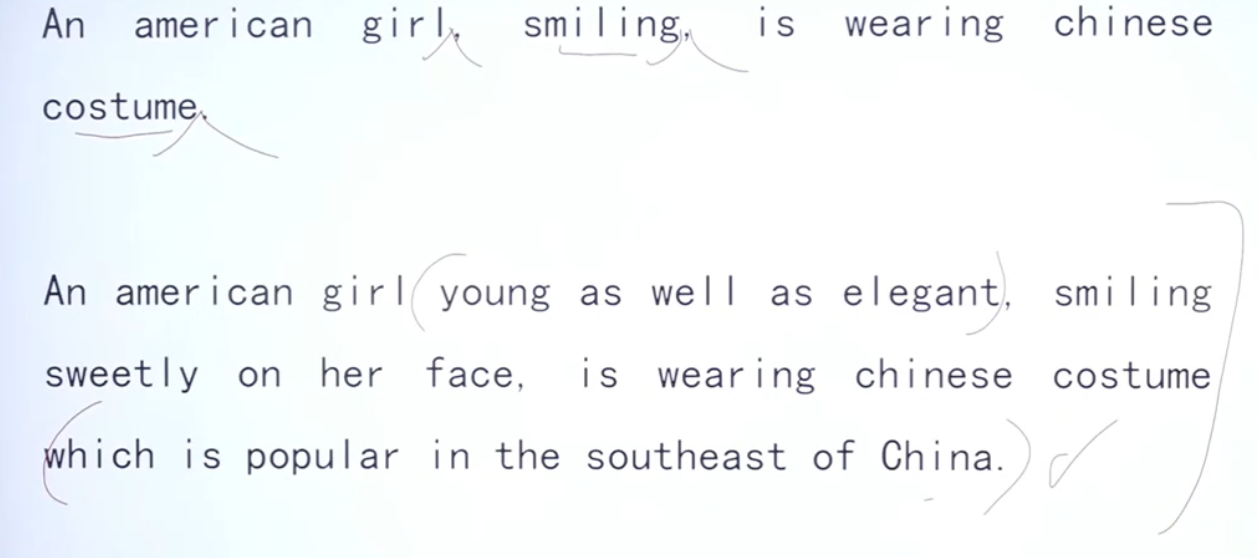 An american girl, smiling, is wearing chinese
costume.
An american girl young as well as elegant, smiling
sweetly on her face, is wearing chinese costume
which is popular in the southeast of China.